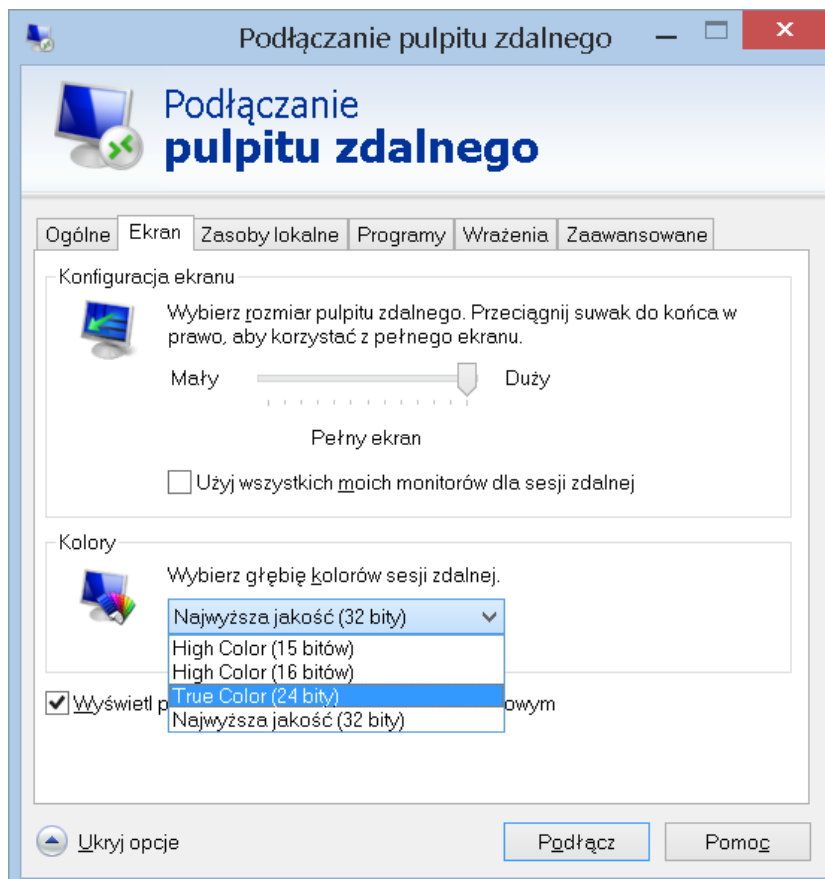 Podłączanie pulpitu zdalnego
Podłączanie
pulpitu zdalnego
Ogólne Ekran Zasoby lokalne Programy Wrażenia Zaawansowane
Konfiguracja ekranu
Wybierz rozmiar pulpitu zdalnego. Przeciągnij suwak do końca w
prawo, aby korzystać z pełnego ekranu.
Mały Duży
Pełny ekran
Użyj wszystkich moich monitorów dla sesji zdalnej
Kolory
Wybierz głębię kolorów sesji zdalnej.
Najwyższa jakość (32 bity)
High Color (15 bitów)
High Color (16 bitów)
True Color (24 bity)
Wyświetl p owym
Najwyższa jakość (32 bity)
Ukryj opcje Podłącz Pomoc